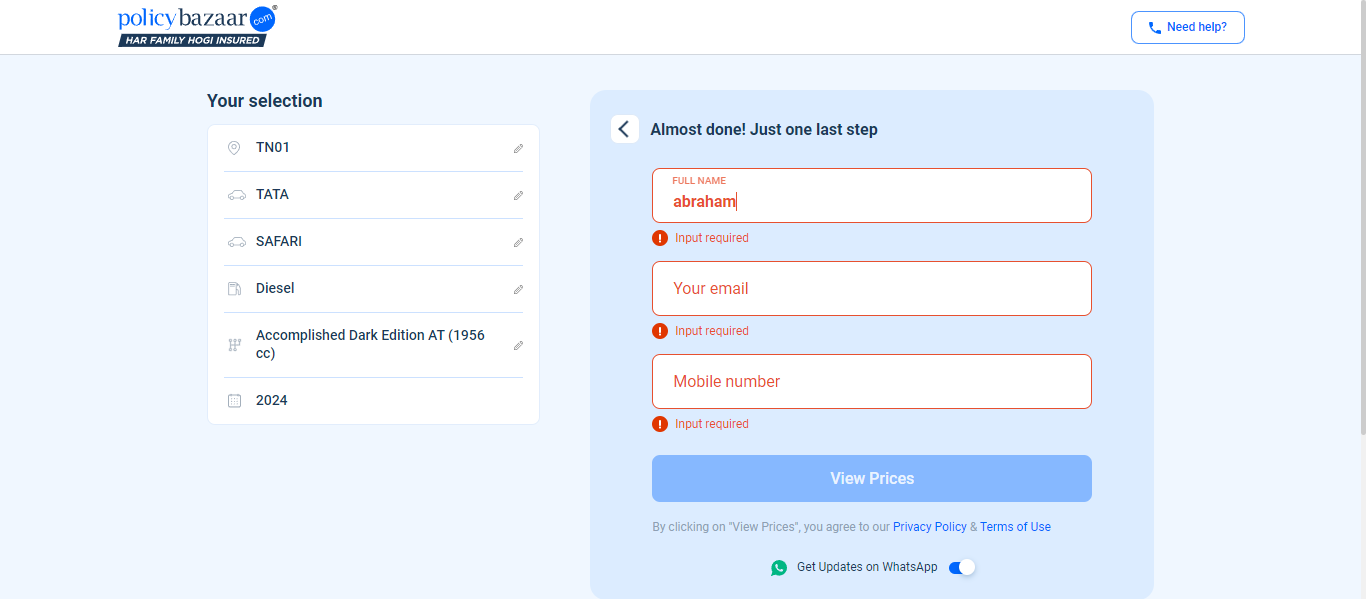 policybazaar com
HAR FAMILY HOGI INSURED
Need help?
Your selection
TN01
TATA
SAFARI
Diesel
Accomplished Dark Edition AT (1956
cc)
2024
Almost done! Just one last step
FULL NAME
abraham
Input required
Your email
Input required
Mobile number
Input required
View Prices
By clicking on "View Prices", you agree to our Privacy Policy & Terms of Use
Get Updates on WhatsApp